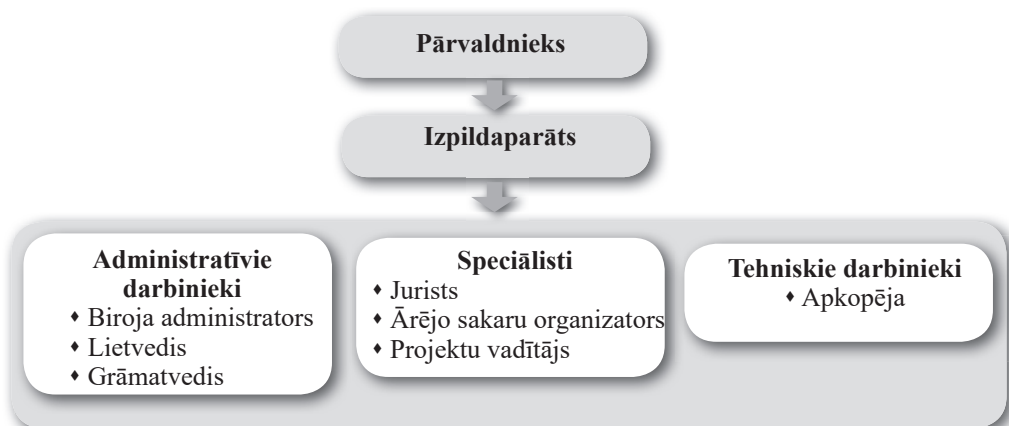 Pārvaldnieks
Izpildaparāts
Administratīvie
darbinieki
♦ Biroja administrators
♦ Lietvedis
♦ Grāmatvedis
Speciālisti
♦ Jurists
♦ Ārējo sakaru organizators
♦ Projektu vadītājs
Tehniskie darbinieki
♦ Apkopēja